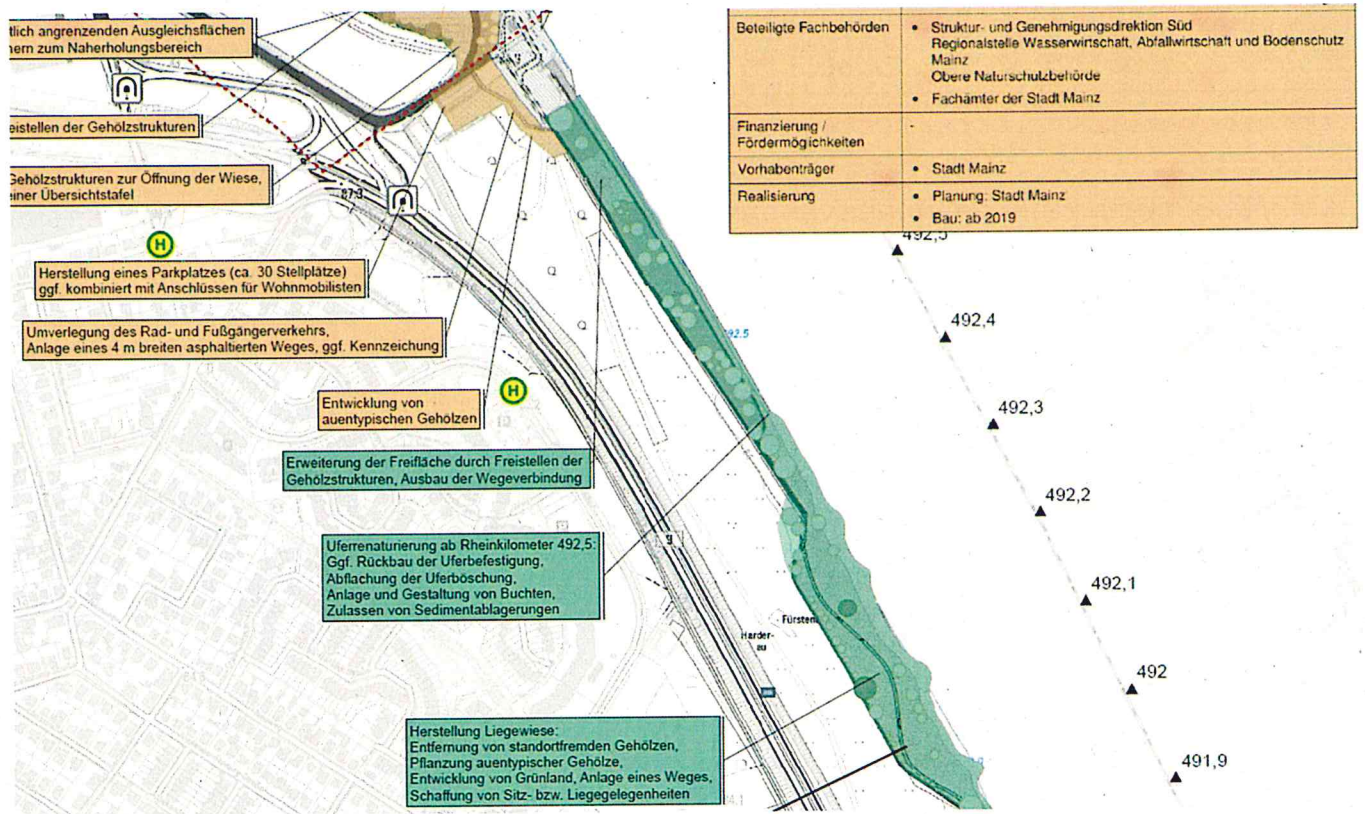 tlich angrenzenden Ausgleichsflächen
ern zum Naherholungsbereich
eistellen der Gehölzstrukturen
Gehölzstrukturen zur Öffnung der Wiese,
einer Übersichtstafel
87.3
H
Herstellung eines Parkplatzes (ca. 30 Stellplätze)
ggf. kombiniert mit Anschlüssen für Wohnmobilisten
Umverlegung des Rad- und Fußgängerverkehrs,
Anlage eines 4 m breiten asphaltierten Weges, ggf. Kennzeichung
H
Entwicklung von
auentypischen Gehölzen
Erweiterung der Freifläche durch Freistellen der
Gehölzstrukturen, Ausbau der Wegeverbindung
Uferrenaturierung ab Rheinkilometer 492,5:
Ggf. Rückbau der Uferbefestigung,
Abflachung der Uferböschung,
Anlage und Gestaltung von Buchten,
Zulassen von Sedimentablagerungen
9
Harder-
au
Fürsten
Herstellung Liegewiese:
Entfernung von standortfremden Gehölzen,
Pflanzung auentypischer Gehölze,
Entwicklung von Grünland, Anlage eines Weges,
Schaffung von Sitz- bzw. Liegegelegenheiten
Beteiligte Fachbehörden
• Struktur- und Genehmigungsdirektion Süd
Regionalstelle Wasserwirtschaft, Abfallwirtschaft und Bodenschutz
Mainz
Obere Naturschutzbehörde
• Fachämter der Stadt Mainz
Finanzierung /
Fördermöglichkeiten
-
Vorhabenträger
• Stadt Mainz
Realisierung
• Planung: Stadt Mainz
• Bau: ab 2019
492,5
492,4
92.5
492,3
492,2
492,1
492
491,9